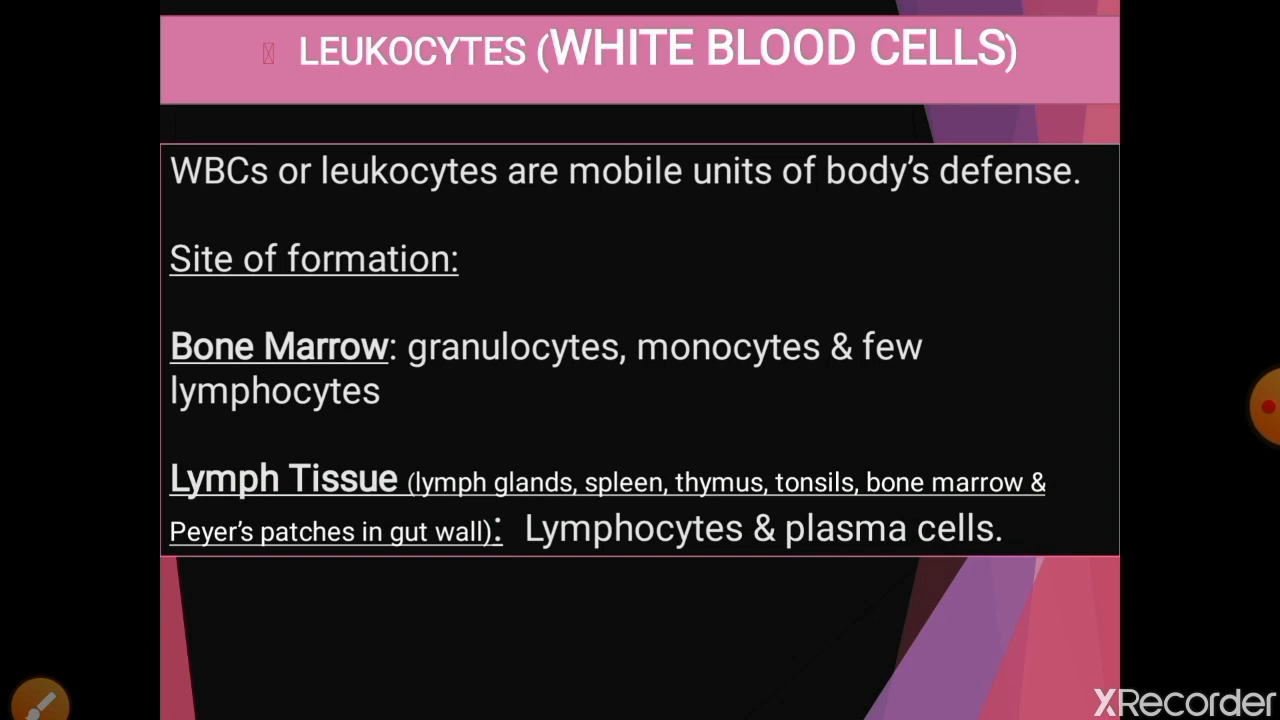 LEUKOCYTES (WHITE BLOOD CELLS)
WBCs or leukocytes are mobile units of body’s defense.
Site of formation:
Bone Marrow: granulocytes, monocytes & few
lymphocytes
Lymph Tissue (lymph glands, spleen, thymus, tonsils, bone marrow &
Peyer’s patches in gut wall): Lymphocytes & plasma cells.
XRecorder